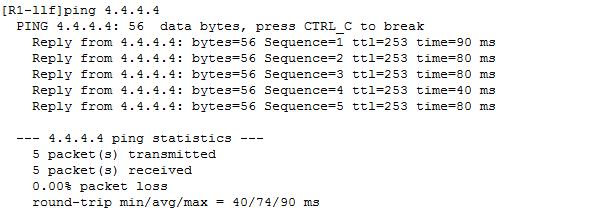 [R1-llf]ping 4.4.4.4
PING 4.4.4.4: 56  data bytes, press CTRL_C to break
Reply from 4.4.4.4: bytes=56 Sequence=1 ttl=253 time=90 ms
Reply from 4.4.4.4: bytes=56 Sequence=2 ttl=253 time=80 ms
Reply from 4.4.4.4: bytes=56 Sequence=3 ttl=253 time=80 ms
Reply from 4.4.4.4: bytes=56 Sequence=4 ttl=253 time=40 ms
Reply from 4.4.4.4: bytes=56 Sequence=5 ttl=253 time=80 ms
--- 4.4.4.4 ping statistics ---
5 packet(s) transmitted
5 packet(s) received
0.00% packet loss
round-trip min/avg/max = 40/74/90 ms